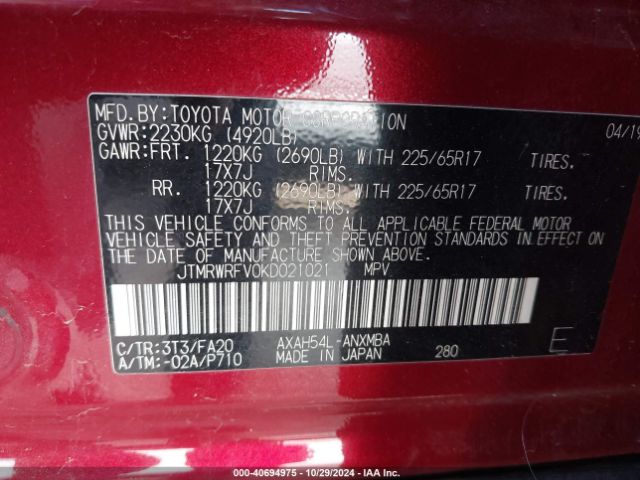 MFD.BY:TOYOTA MOTOR CORPORATION 04/19
GVWR:2230KG (4920LB)
GAWR:FRT. 1220KG (2690LB) WITH 225/65R17 TIRES.
17X7J RIMS.
RR. 1220KG (2690LB) WITH 225/65R17 TIRES.
17X7J RIMS.
THIS VEHICLE CONFORMS TO ALL APPLICABLE FEDERAL MOTOR
VEHICLE SAFETY AND THEFT PREVENTION STANDARDS IN EFFECT ON
THE DATE OF MANUFACTURE SHOWN ABOVE.
JTMRWRFV0KD021021 MPV
C/TR:3T3/FA20 AXAH54L-ANXMBA E
A/TM:-02A/P710 MADE IN JAPAN 280
000-40694975 - 10/29/2024 - IAA Inc.